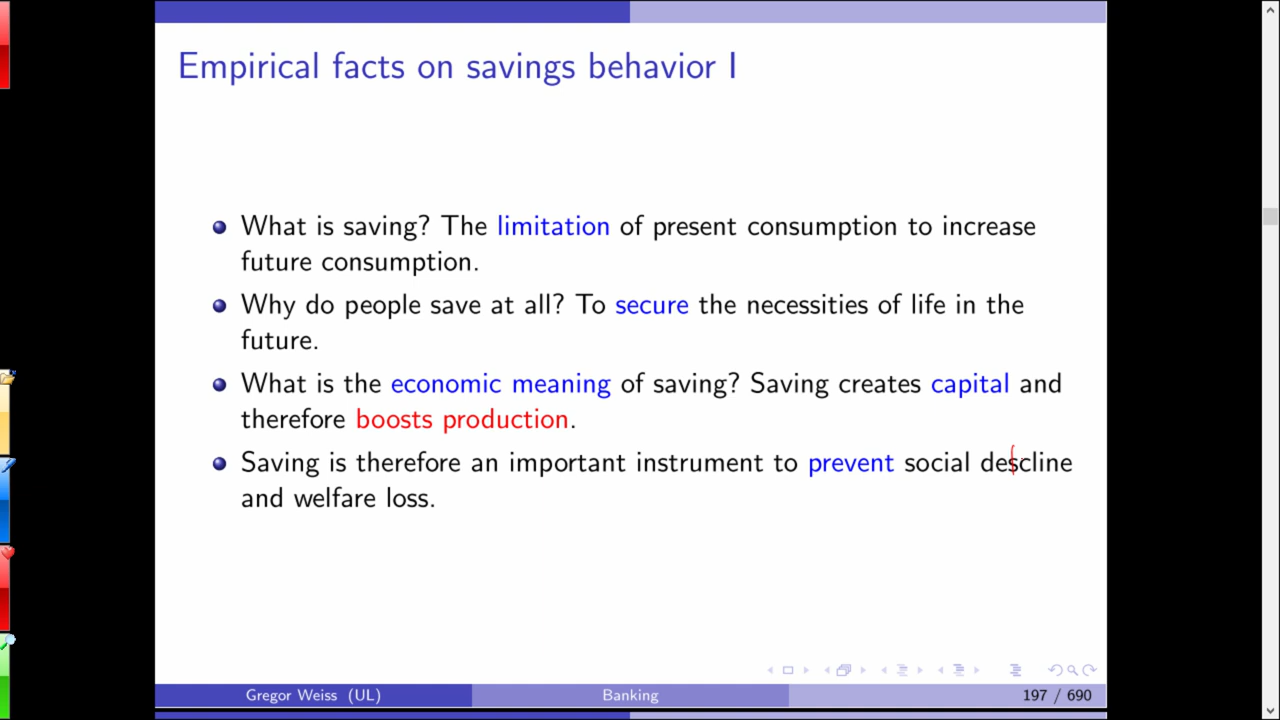 Empirical facts on savings behavior I
What is saving? The limitation of present consumption to increase
future consumption.
Why do people save at all? To secure the necessities of life in the
future.
What is the economic meaning of saving? Saving creates capital and
therefore boosts production.
Saving is therefore an important instrument to prevent social descline
and welfare loss.
Gregor Weiss (UL) Banking 197 / 690